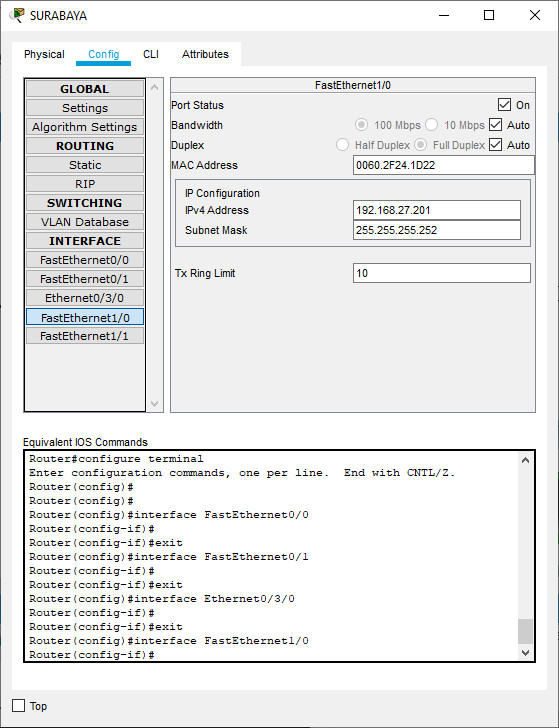 SURABAYA
Physical Config CLI Attributes
GLOBAL
Settings
Algorithm Settings
ROUTING
Static
RIP
SWITCHING
VLAN Database
INTERFACE
FastEthernet0/0
FastEthernet0/1
Ethernet0/3/0
FastEthernet1/0
FastEthernet1/1
FastEthernet1/0
Port Status On
Bandwidth 100 Mbps 10 Mbps Auto
Duplex Half Duplex Full Duplex Auto
MAC Address 0060.2F24.1D22
IP Configuration
IPv4 Address 192.168.27.201
Subnet Mask 255.255.255.252
Tx Ring Limit 10
Equivalent IOS Commands
Router#configure terminal
Enter configuration commands, one per line.  End with CNTL/Z.
Router(config)#
Router(config)#
Router(config)#interface FastEthernet0/0
Router(config-if)#
Router(config-if)#exit
Router(config)#interface FastEthernet0/1
Router(config-if)#
Router(config-if)#exit
Router(config)#interface Ethernet0/3/0
Router(config-if)#
Router(config-if)#exit
Router(config)#interface FastEthernet1/0
Router(config-if)#
Top